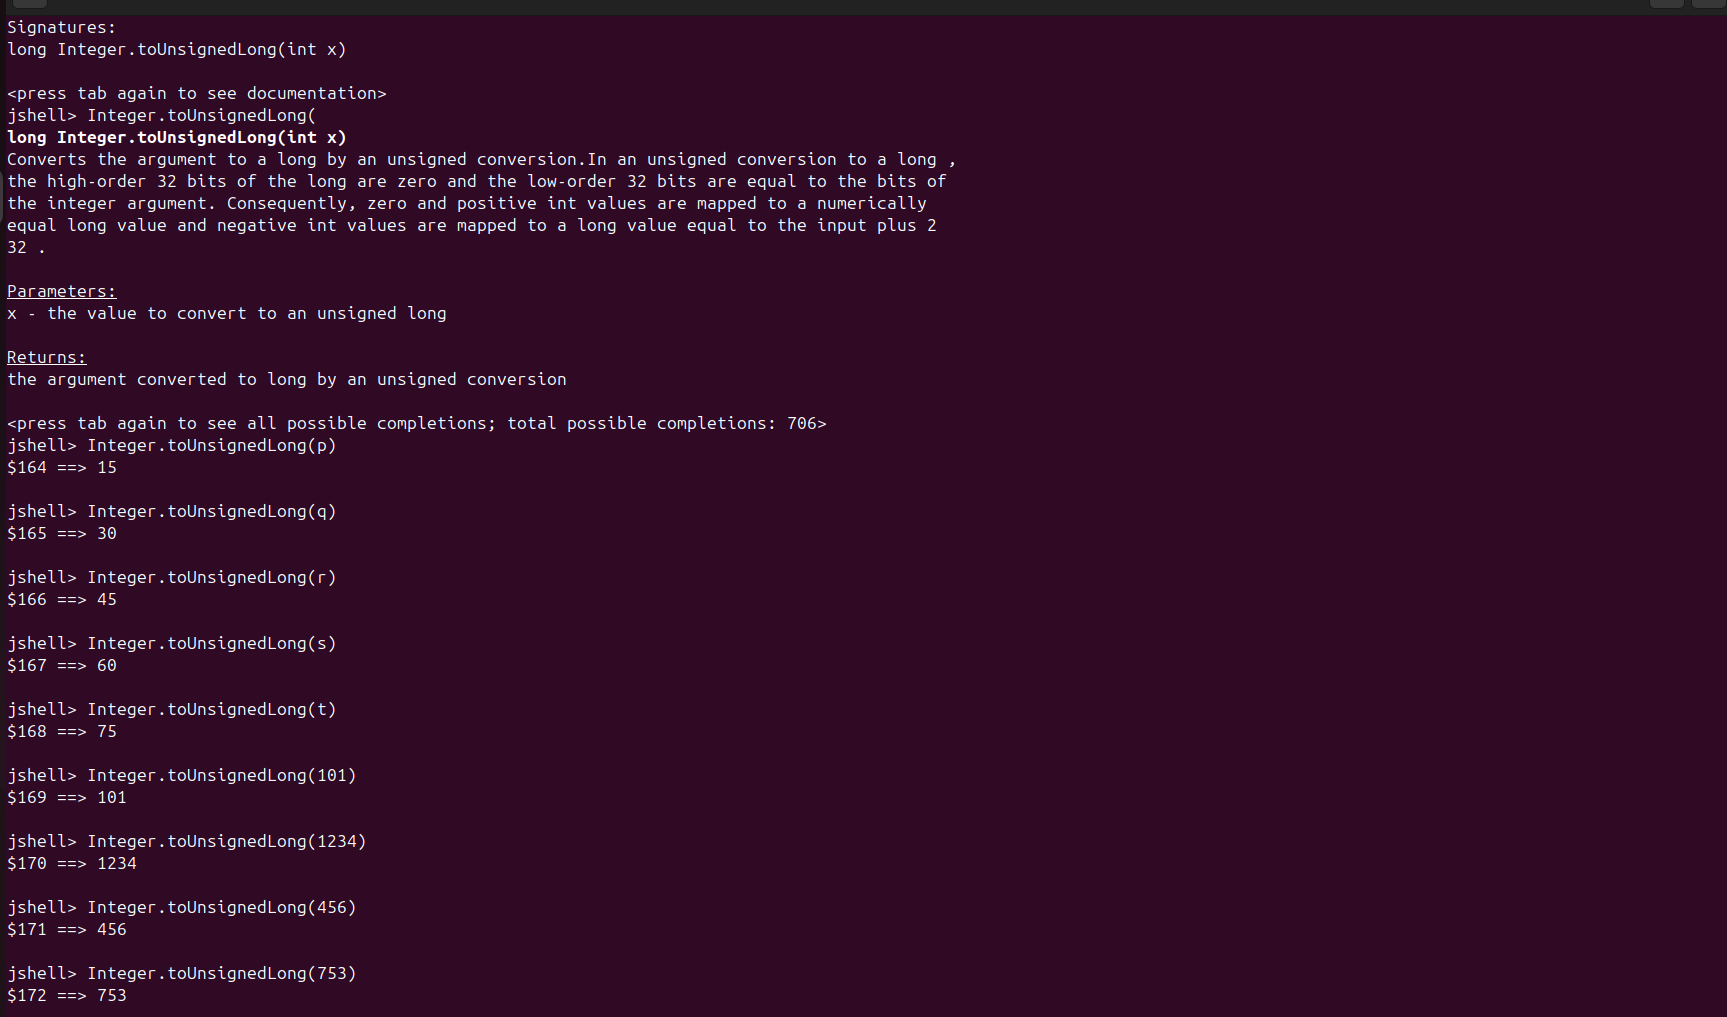 Signatures:
long Integer.toUnsignedLong(int x)
<press tab again to see documentation>
jshell> Integer.toUnsignedLong(
long Integer.toUnsignedLong(int x)
Converts the argument to a long by an unsigned conversion.In an unsigned conversion to a long ,
the high-order 32 bits of the long are zero and the low-order 32 bits are equal to the bits of
the integer argument. Consequently, zero and positive int values are mapped to a numerically
equal long value and negative int values are mapped to a long value equal to the input plus 2
32 .
Parameters:
x - the value to convert to an unsigned long
Returns:
the argument converted to long by an unsigned conversion
<press tab again to see all possible completions; total possible completions: 706>
jshell> Integer.toUnsignedLong(p)
$164 ==> 15
jshell> Integer.toUnsignedLong(q)
$165 ==> 30
jshell> Integer.toUnsignedLong(r)
$166 ==> 45
jshell> Integer.toUnsignedLong(s)
$167 ==> 60
jshell> Integer.toUnsignedLong(t)
$168 ==> 75
jshell> Integer.toUnsignedLong(101)
$169 ==> 101
jshell> Integer.toUnsignedLong(1234)
$170 ==> 1234
jshell> Integer.toUnsignedLong(456)
$171 ==> 456
jshell> Integer.toUnsignedLong(753)
$172 ==> 753